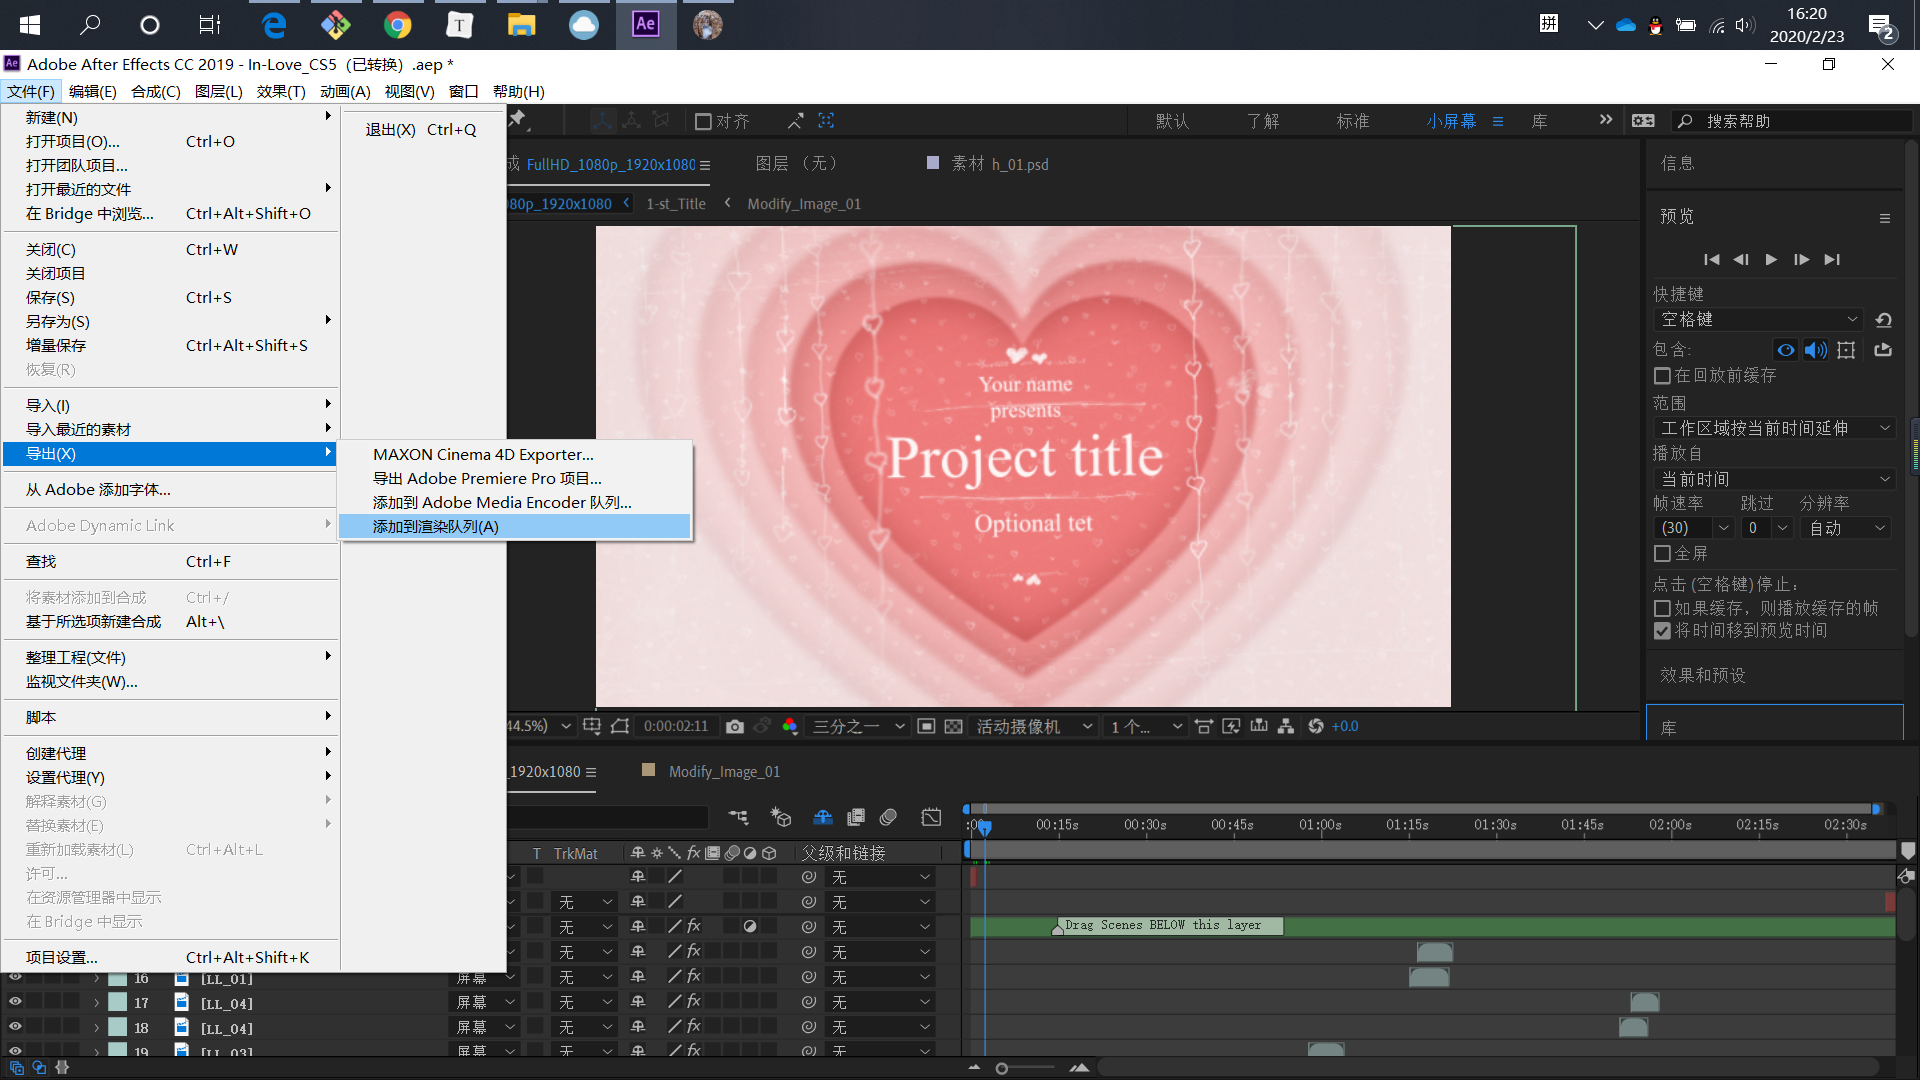 拼
16:20
2020/2/23
2
T
Ae
Ae
Adobe After Effects CC 2019 - In-Love_CS5（已转换）.aep *
文件(F)
编辑(E)
合成(C)
图层(L)
效果(T)
动画(A)
视图(V)
窗口
帮助(H)
新建(N)
打开项目(O)... Ctrl+O
打开团队项目...
打开最近的文件
在 Bridge 中浏览... Ctrl+Alt+Shift+O
关闭(C) Ctrl+W
关闭项目
保存(S) Ctrl+S
另存为(S)
增量保存 Ctrl+Alt+Shift+S
恢复(R)
导入(I)
导入最近的素材
导出(X)
从 Adobe 添加字体...
Adobe Dynamic Link
查找 Ctrl+F
将素材添加到合成 Ctrl+/
基于所选项新建合成 Alt+\
整理工程(文件)
监视文件夹(W)...
脚本
创建代理
设置代理(Y)
解释素材(G)
替换素材(E)
重新加载素材(L) Ctrl+Alt+L
许可...
在资源管理器中显示
在 Bridge 中显示
项目设置... Ctrl+Alt+Shift+K
退出(X) Ctrl+Q
MAXON Cinema 4D Exporter...
导出 Adobe Premiere Pro 项目...
添加到 Adobe Media Encoder 队列...
添加到渲染队列(A)
对齐
默认
了解
标准
小屏幕
库
搜索帮助
成 FullHD_1080p_1920x1080
图层 （无）
素材 h_01.psd
080p_1920x1080
1-st_Title
Modify_Image_01
Your name
presents
Project title
Optional tet
44.5%)
0:00:02:11
三分之一
活动摄像机
1 个...
+0.0
信息
预览
快捷键
空格键
包含:
在回放前缓存
范围
工作区域按当前时间延伸
播放自
当前时间
帧速率 跳过 分辨率
(30) 0 自动
全屏
点击 (空格键) 停止:
如果缓存，则播放缓存的帧
将时间移到预览时间
效果和预设
库
_1920x1080
Modify_Image_01
:00 00:15s 00:30s 00:45s 01:00s 01:15s 01:30s 01:45s 02:00s 02:15s 02:30s
T TrkMat fx 父级和链接
无
无 无
无 fx 无
Drag Scenes BELOW this layer
无 fx 无
16 [LL_01] 屏幕 无 fx 无
17 [LL_04] 屏幕 无 fx 无
18 [LL_04] 屏幕 无 fx 无
19 [LL_03] 屏幕 无 fx 无